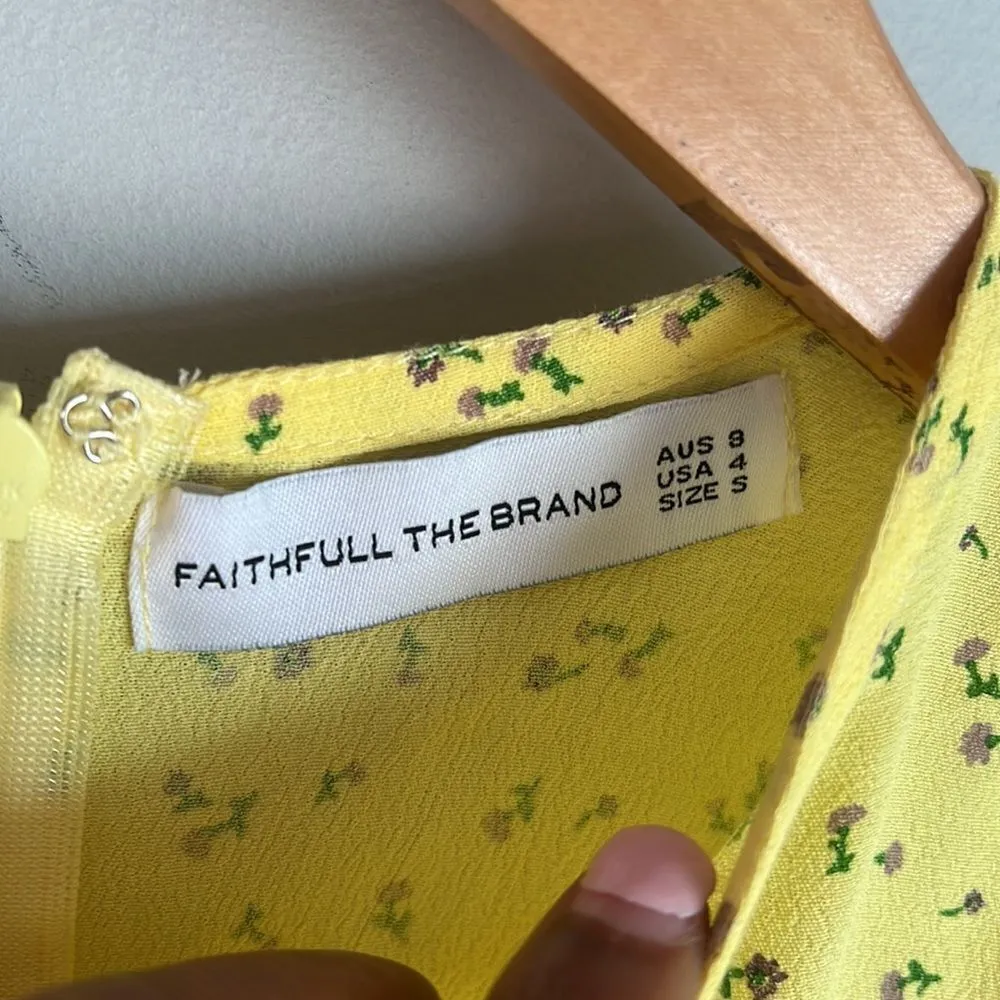 FAITHFULL THE BRAND
AUS 8
USA 4
SIZE S